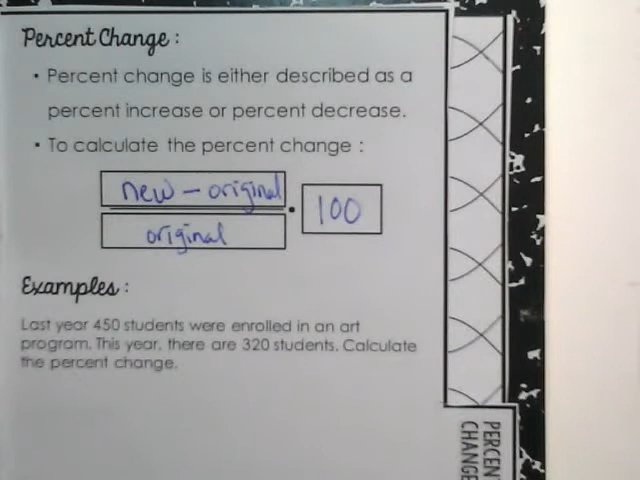 Percent Change :
• Percent change is either described as a
percent increase or percent decrease.
• To calculate the percent change :
new - original
original
• 100
Examples :
Last year 450 students were enrolled in an art
program. This year, there are 320 students. Calculate
the percent change.
PERCEN
CHANGE